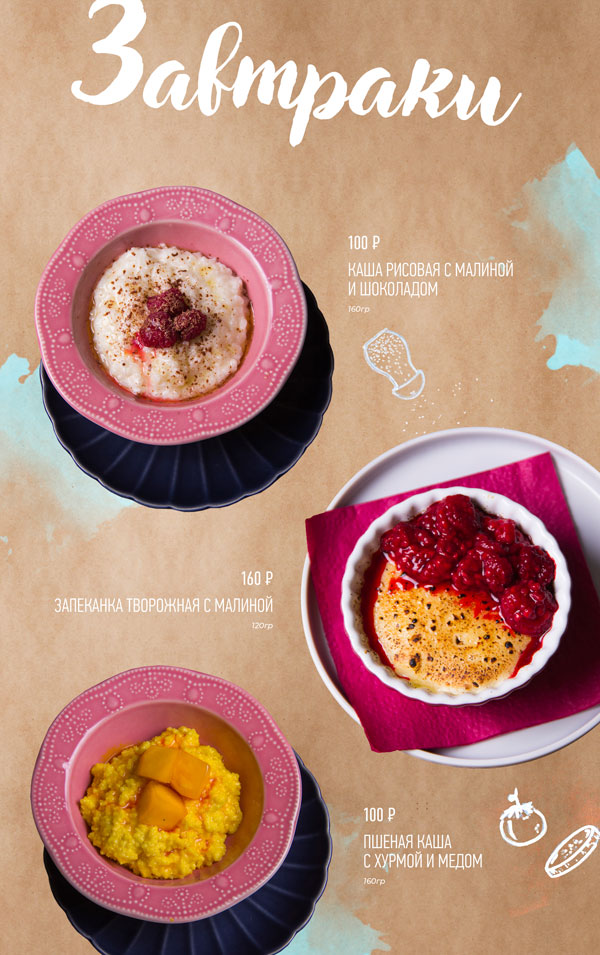 Завтраки
100 ₽
КАША РИСОВАЯ С МАЛИНОЙ
И ШОКОЛАДОМ
160гр
160 ₽
ЗАПЕКАНКА ТВОРОЖНАЯ С МАЛИНОЙ
120гр
100 ₽
ПШЕНАЯ КАША
С ХУРМОЙ И МЕДОМ
160гр